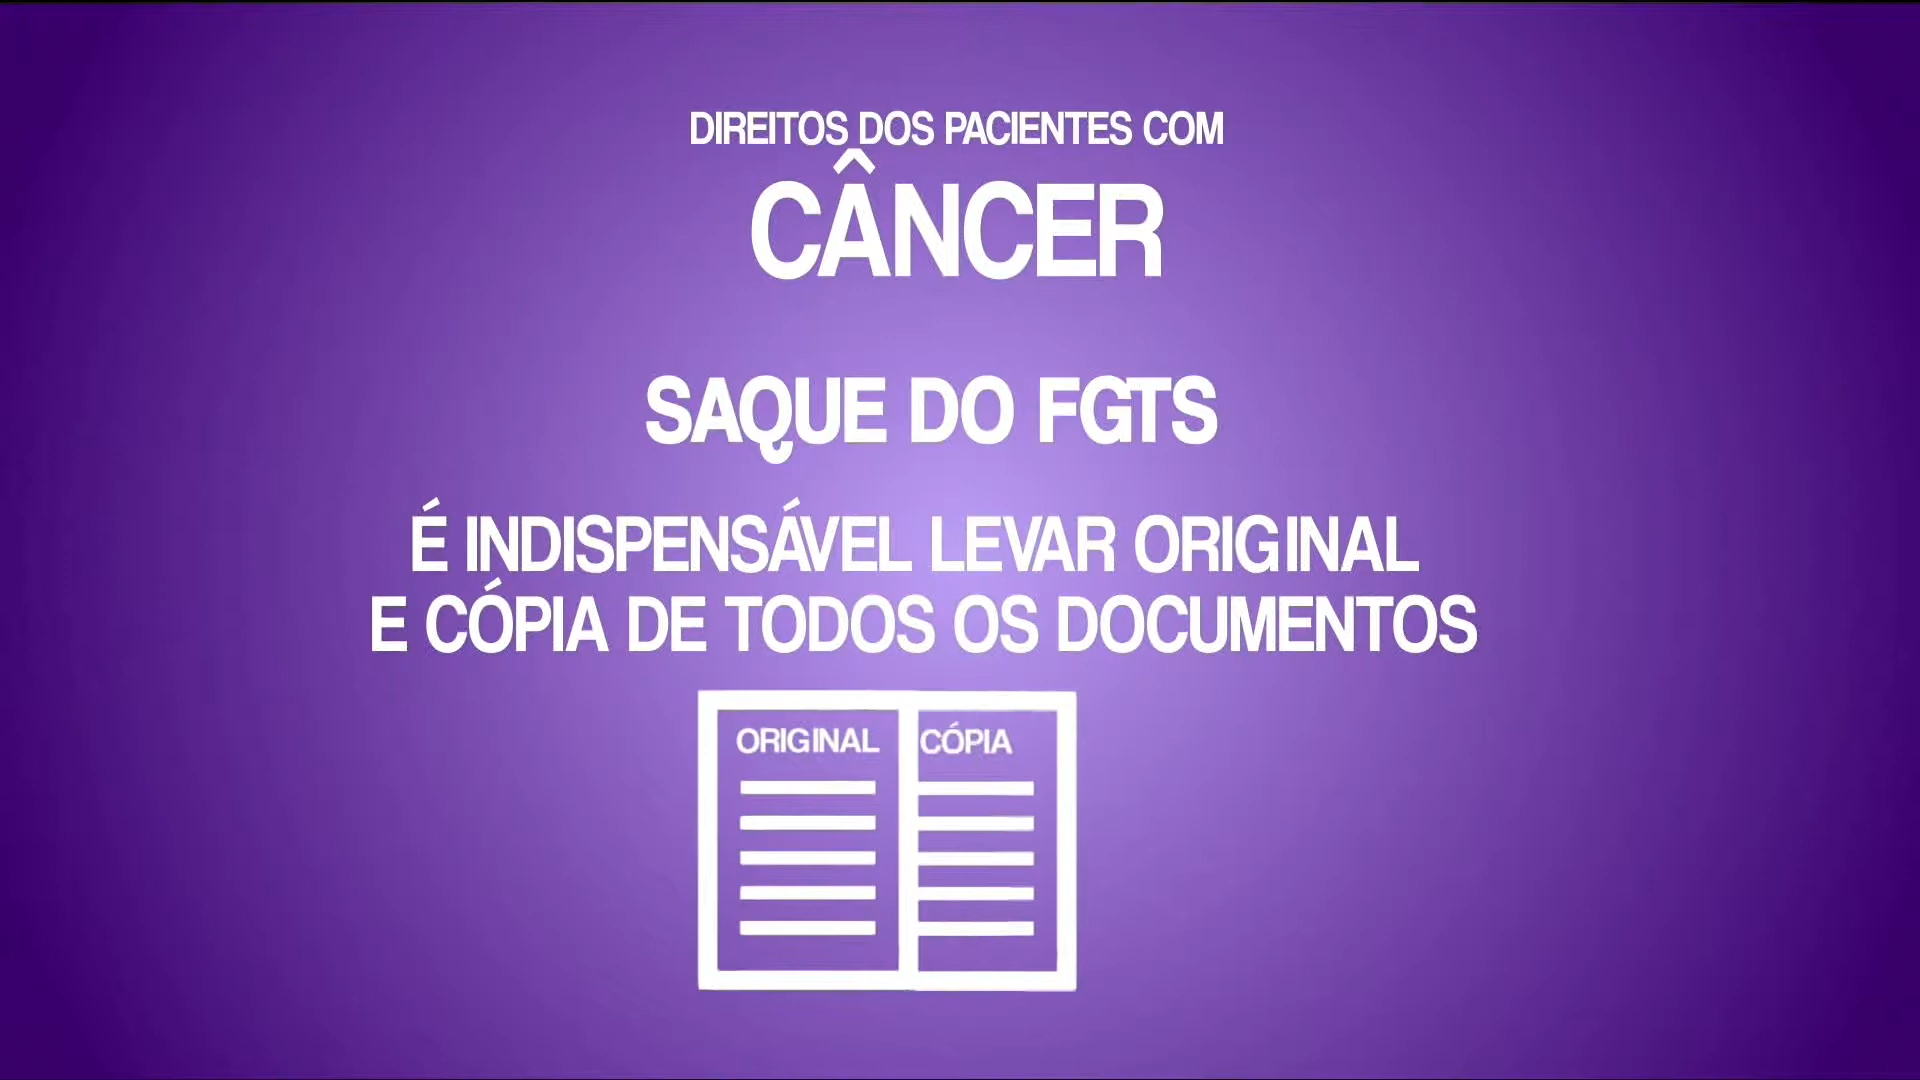 DIREITOS DOS PACIENTES COM
CÂNCER
SAQUE DO FGTS
É INDISPENSÁVEL LEVAR ORIGINAL
E CÓPIA DE TODOS OS DOCUMENTOS
ORIGINAL
CÓPIA